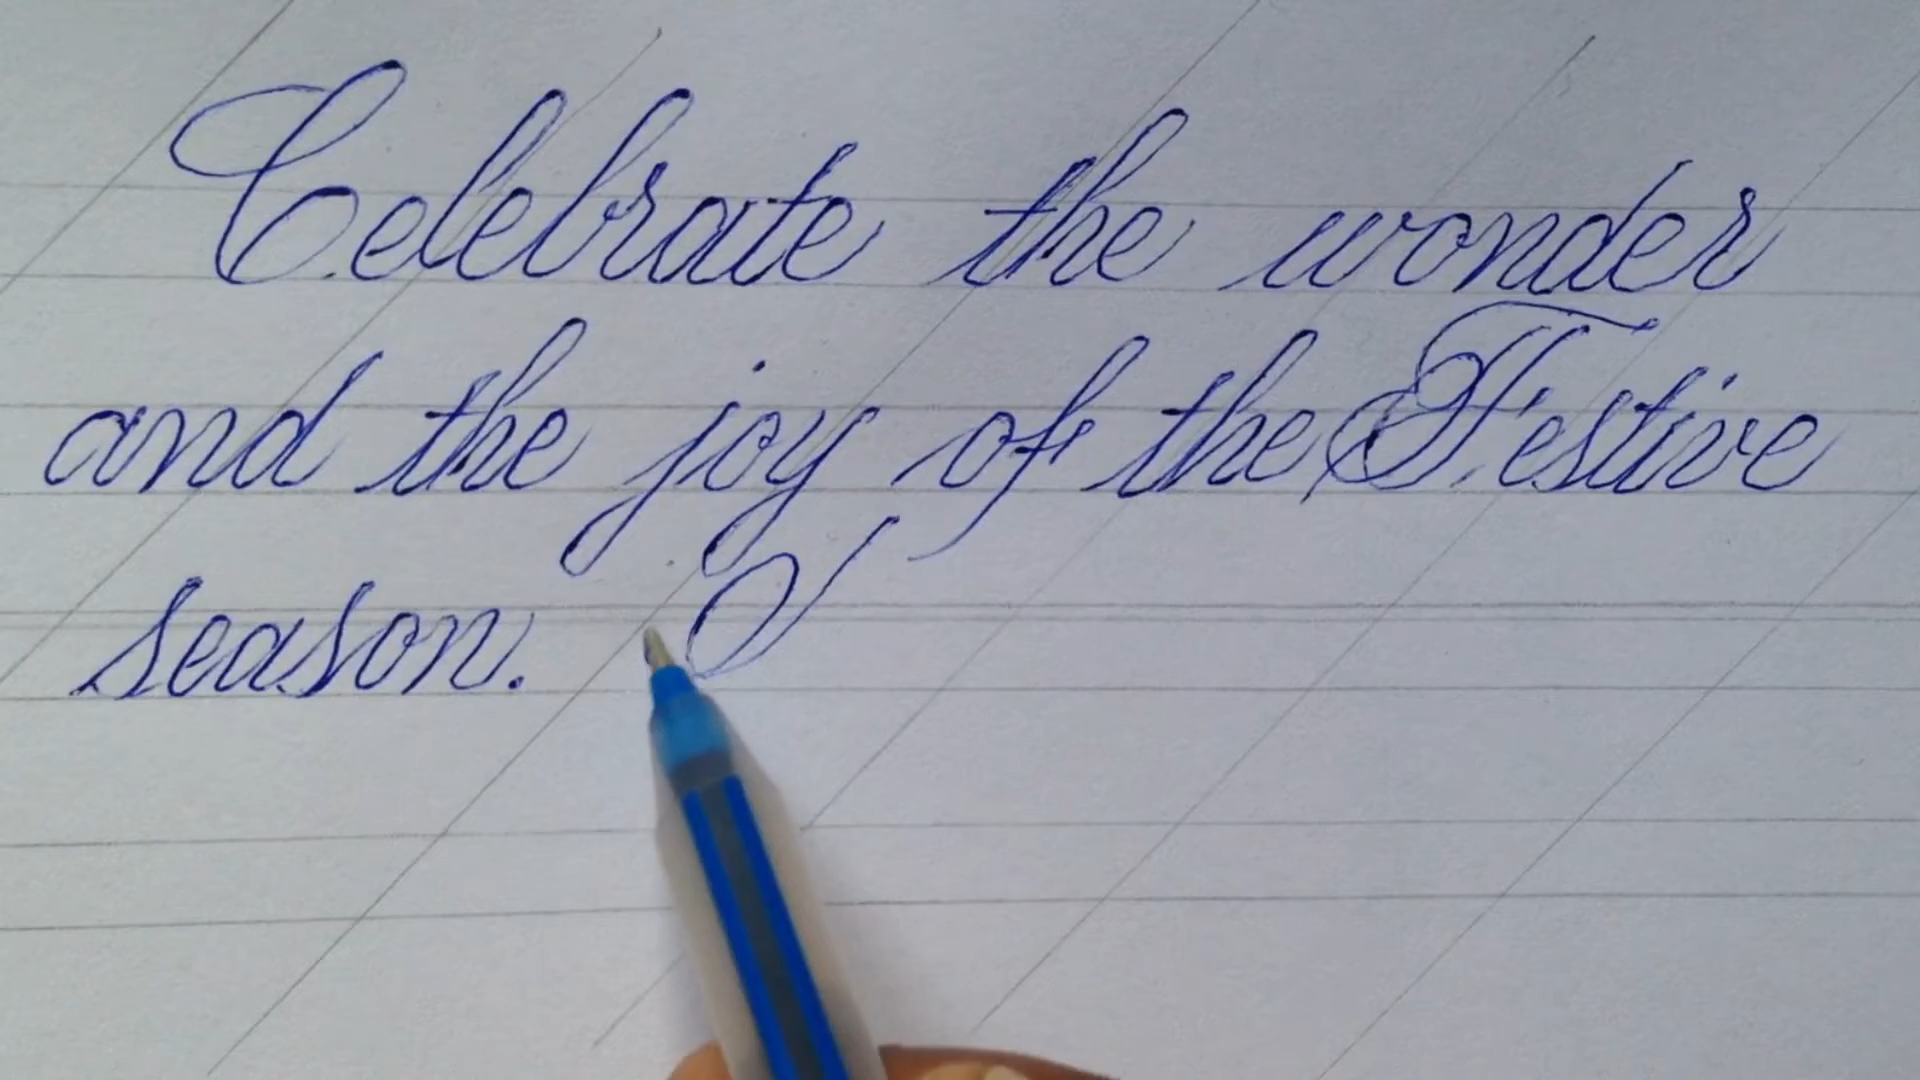 Celebrate the wonder
and the joy of the Festive
season.